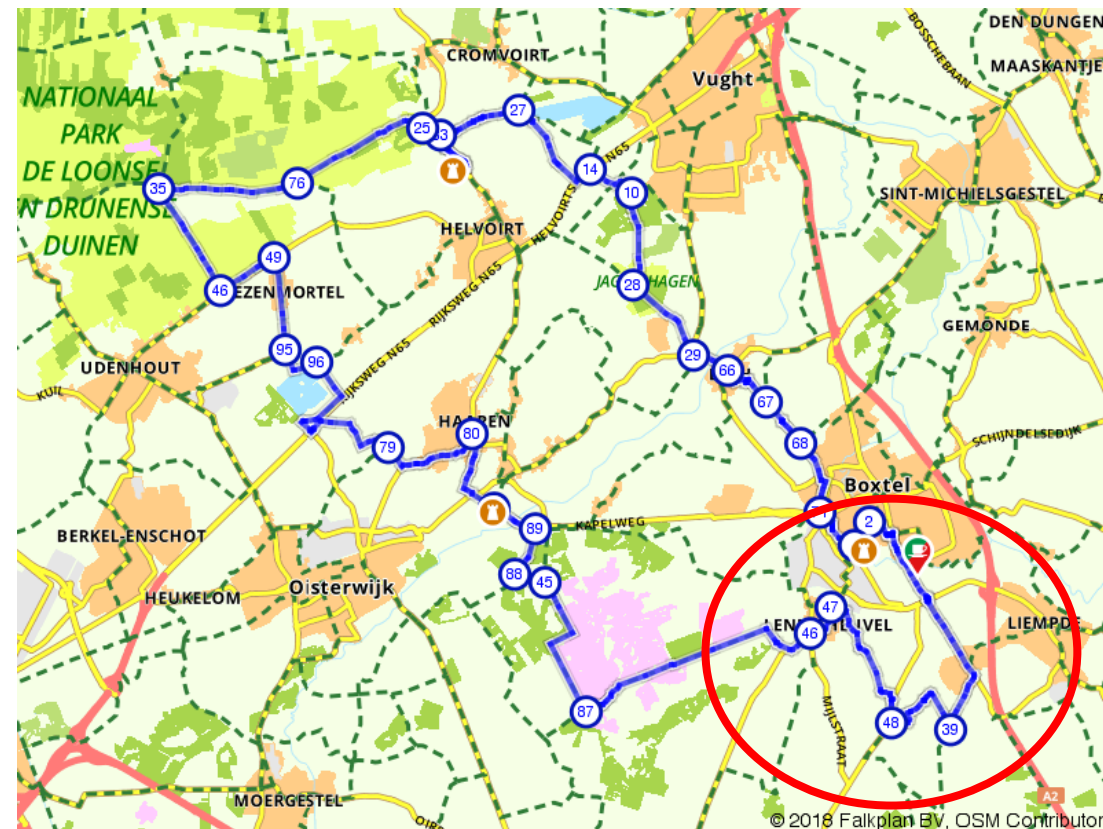 DEN DUNGEN
BOSSCHEBAAN
CROMVOIRT
MAASKANTJE
Vught
NATIONAAL
PARK
DE LOONSE
EN DRUNENSE
DUINEN
27
25
33
14
N65
10
76
35
SINT-MICHIELSGESTEL
HELVOIRT
HELVOIRTS
49
RIJKSWEG N65
28
HAGEN
46
EZENMORTEL
GEMONDE
95
96
29
66
UDENHOUT
RIJKSWEG N65
KUIL
67
80
68
79
SCHIJNDELSEDIJK
Boxtel
BERKEL-ENSCHOT
89
KAPELWEG
2
88
45
Oisterwijk
HEUKELOM
47
46
LIEMPDE
87
48
39
MIJLSTRAAT
MOERGESTEL
A2
© 2018 Falkplan BV, OSM Contributor